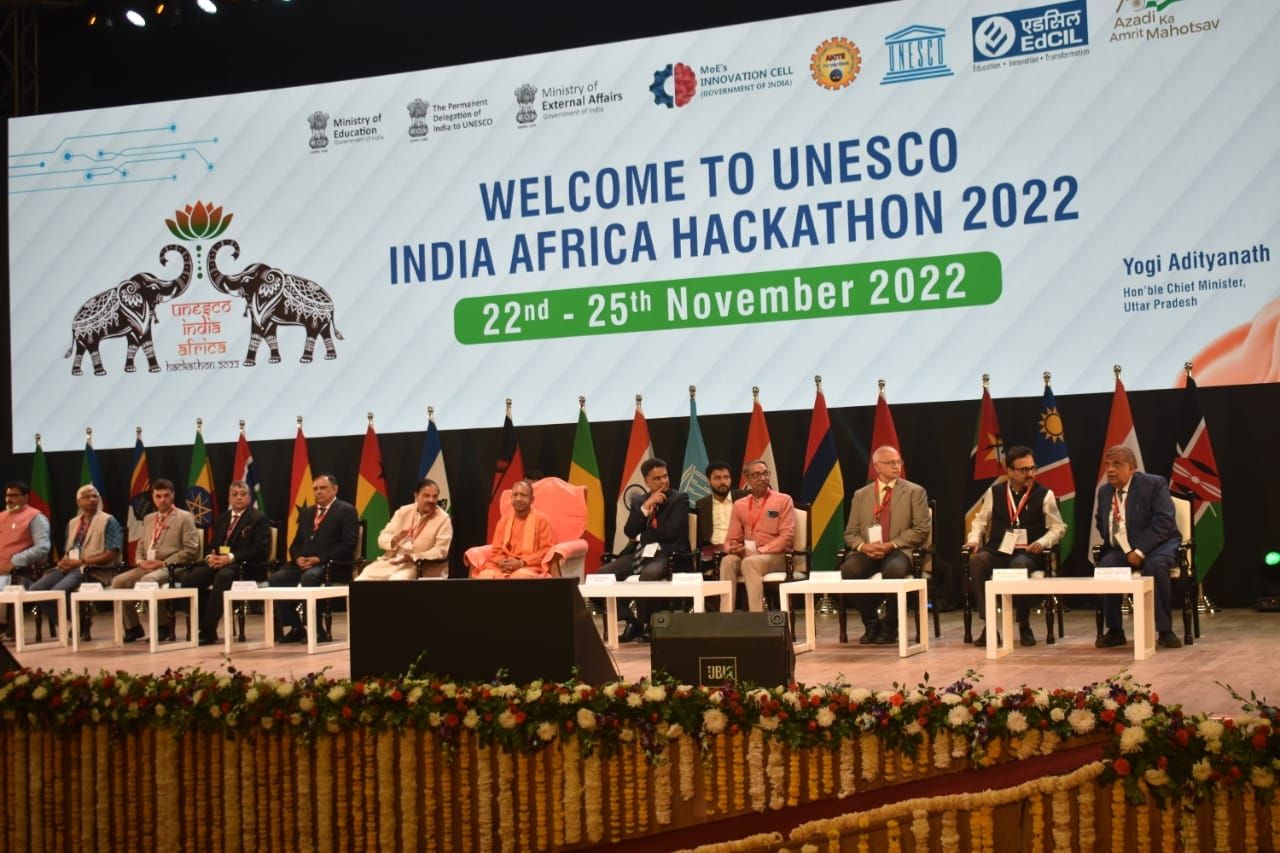 Ministry of
Education
Government of India
The Permanent
Delegation of
India to UNESCO
Ministry of
External Affairs
Government of India
MoE's
INNOVATION CELL
(GOVERNMENT OF INDIA)
AICTE
UNESCO
एडसिल
EdCIL
Education • Innovation • Transformation
Azadi Ka
Amrit Mahotsav
WELCOME TO UNESCO
INDIA AFRICA HACKATHON 2022
22nd - 25th November 2022
unesco
india
africa
hackathon 2022
Yogi Adityanath
Hon'ble Chief Minister,
Uttar Pradesh
JBL